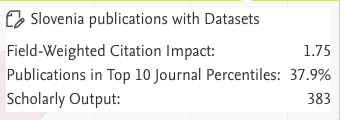 Slovenia publications with Datasets
Field-Weighted Citation Impact: 1.75
Publications in Top 10 Journal Percentiles: 37.9%
Scholarly Output: 383